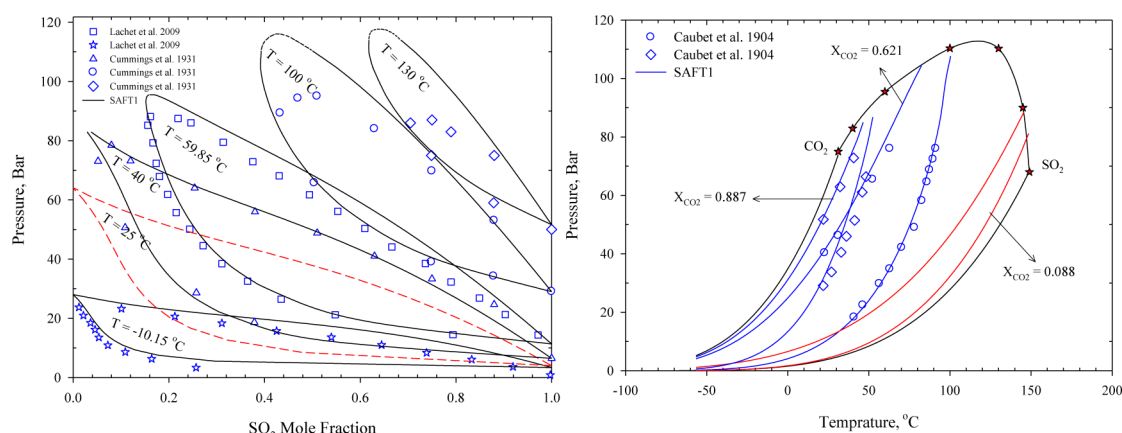 120
100
80
60
40
20
0
Pressure, Bar
0.0
0.2
0.4
0.6
0.8
1.0
SO2 Mole Fraction
Lachet et al. 2009
Lachet et al. 2009
Cummings et al. 1931
Cummings et al. 1931
Cummings et al. 1931
SAFT1
T = 130 °C
T = 100 °C
T = 59.85 °C
T = 40 °C
T = 25 °C
T = -10.15 °C
120
100
80
60
40
20
0
Pressure, Bar
-100
-50
0
50
100
150
200
Temprature, °C
Caubet et al. 1904
Caubet et al. 1904
SAFT1
XCO2 = 0.621
CO2
SO2
XCO2 = 0.887
XCO2 = 0.088